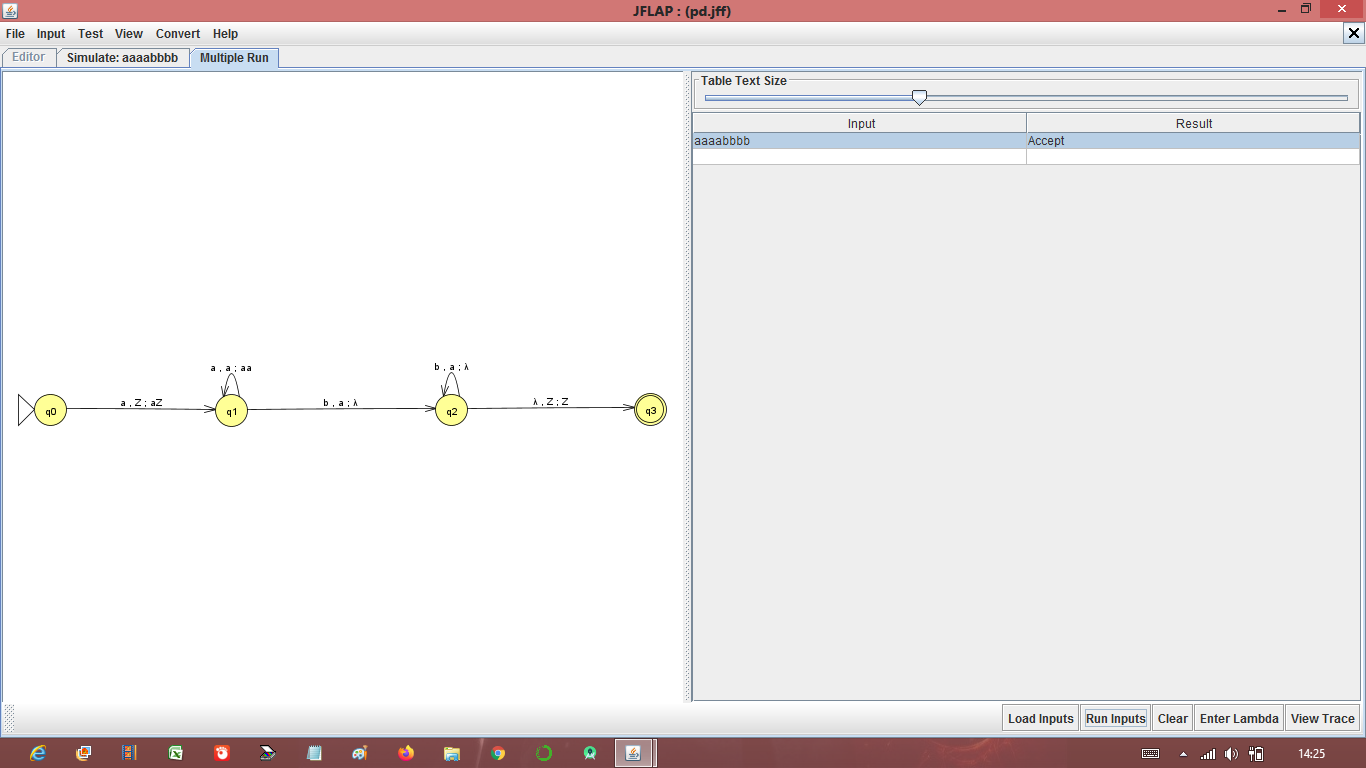 JFLAP : (pd.jff)
File Input Test View Convert Help
Editor Simulate: aaaabbbb Multiple Run
Table Text Size
Input Result
aaaabbbb Accept
a , a ; aa
b , a ; λ
q0
a , Z ; aZ
q1
b , a ; λ
q2
λ , Z ; Z
q3
Load Inputs Run Inputs Clear Enter Lambda View Trace
14:25